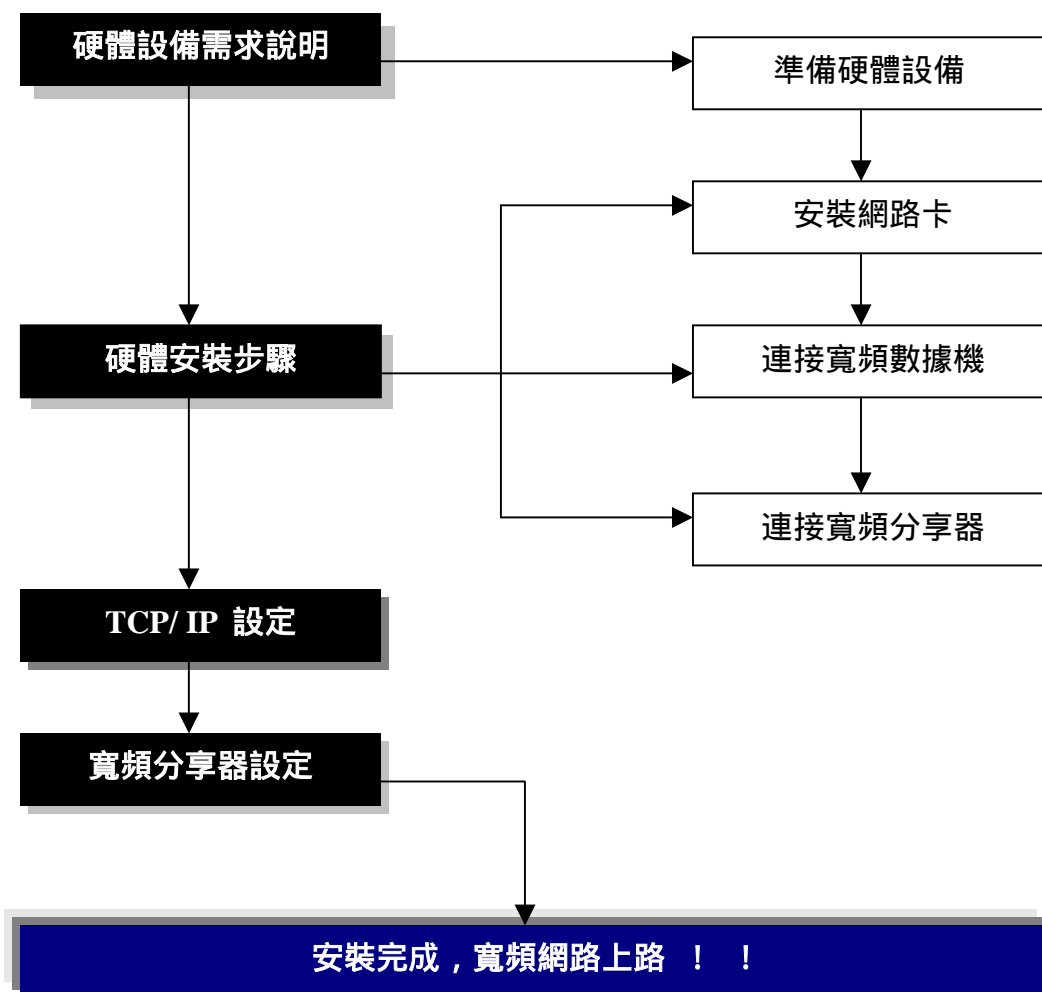 硬體設備需求說明
準備硬體設備
安裝網路卡
硬體安裝步驟
連接寬頻數據機
連接寬頻分享器
TCP/ IP 設定
寬頻分享器設定
安裝完成，寬頻網路上路 ！ ！